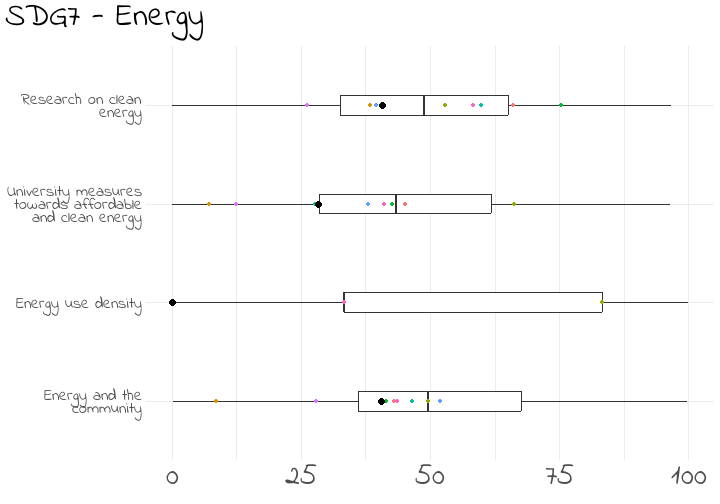 SDG7 - Energy
Research on clean
energy
University measures
towards affordable
and clean energy
Energy use density
Energy and the
community
0
25
50
75
100